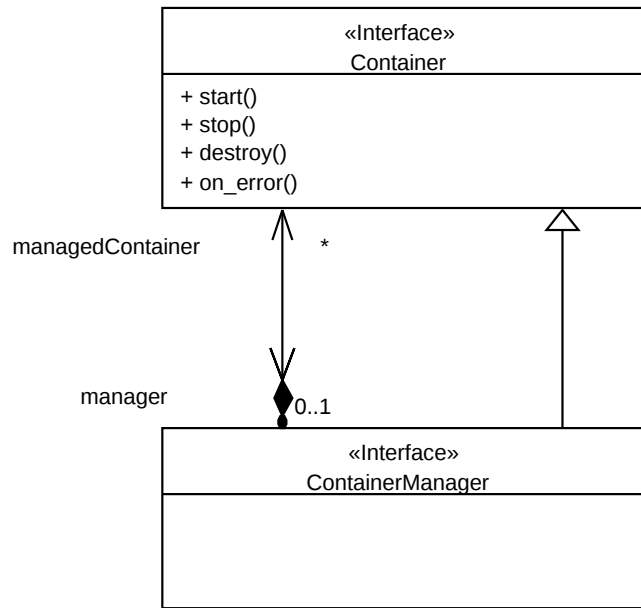 «Interface»
Container
+ start()
+ stop()
+ destroy()
+ on_error()
managedContainer
*
manager
0..1
«Interface»
ContainerManager